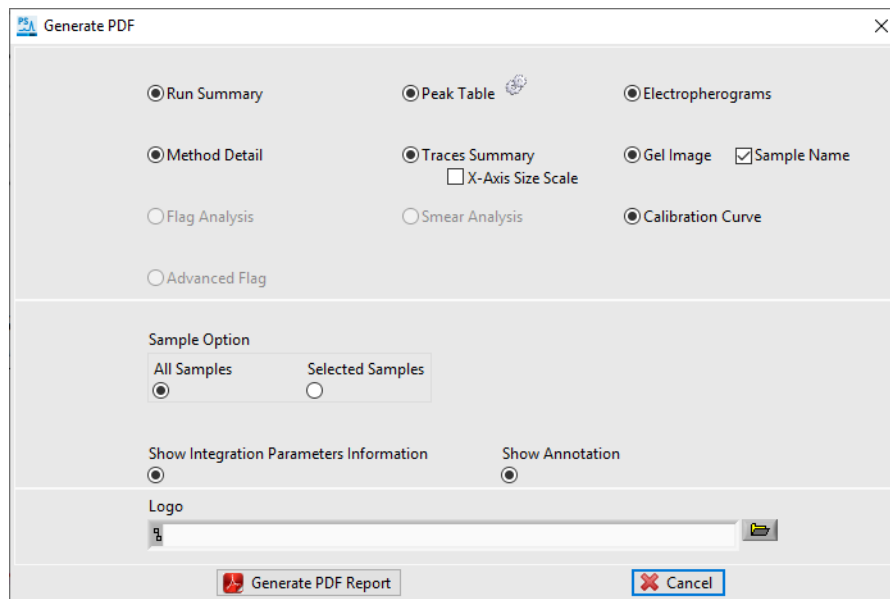 PS
Generate PDF
Run Summary
Peak Table
Electropherograms
Method Detail
Traces Summary
Gel Image
Sample Name
X-Axis Size Scale
Flag Analysis
Smear Analysis
Calibration Curve
Advanced Flag
Sample Option
All Samples
Selected Samples
Show Integration Parameters Information
Show Annotation
Logo
Generate PDF Report
Cancel